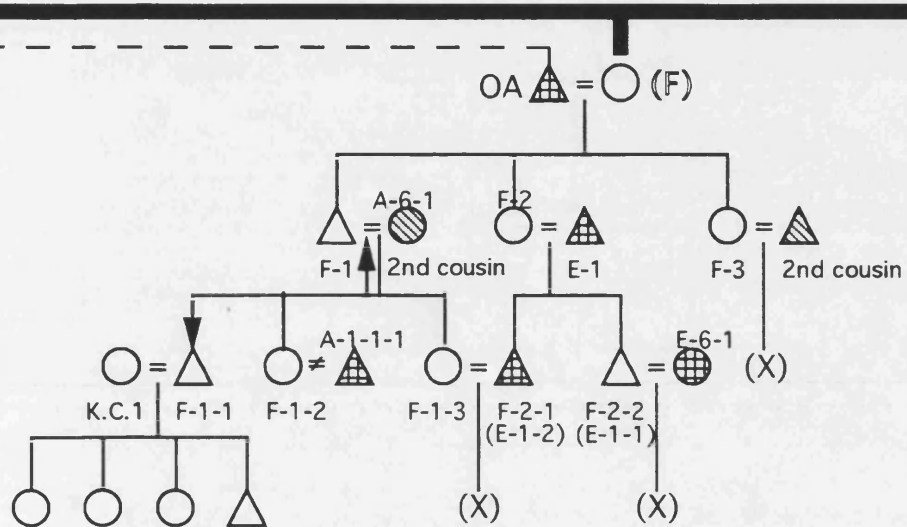 OA = (F)
A-6-1 F-2
= = =
F-1 2nd cousin E-1 F-3 2nd cousin
A-1-1-1 E-6-1
= ≠ = = (X)
K.C.1 F-1-1 F-1-2 F-1-3 F-2-1 F-2-2
(E-1-2) (E-1-1)
(X) (X)